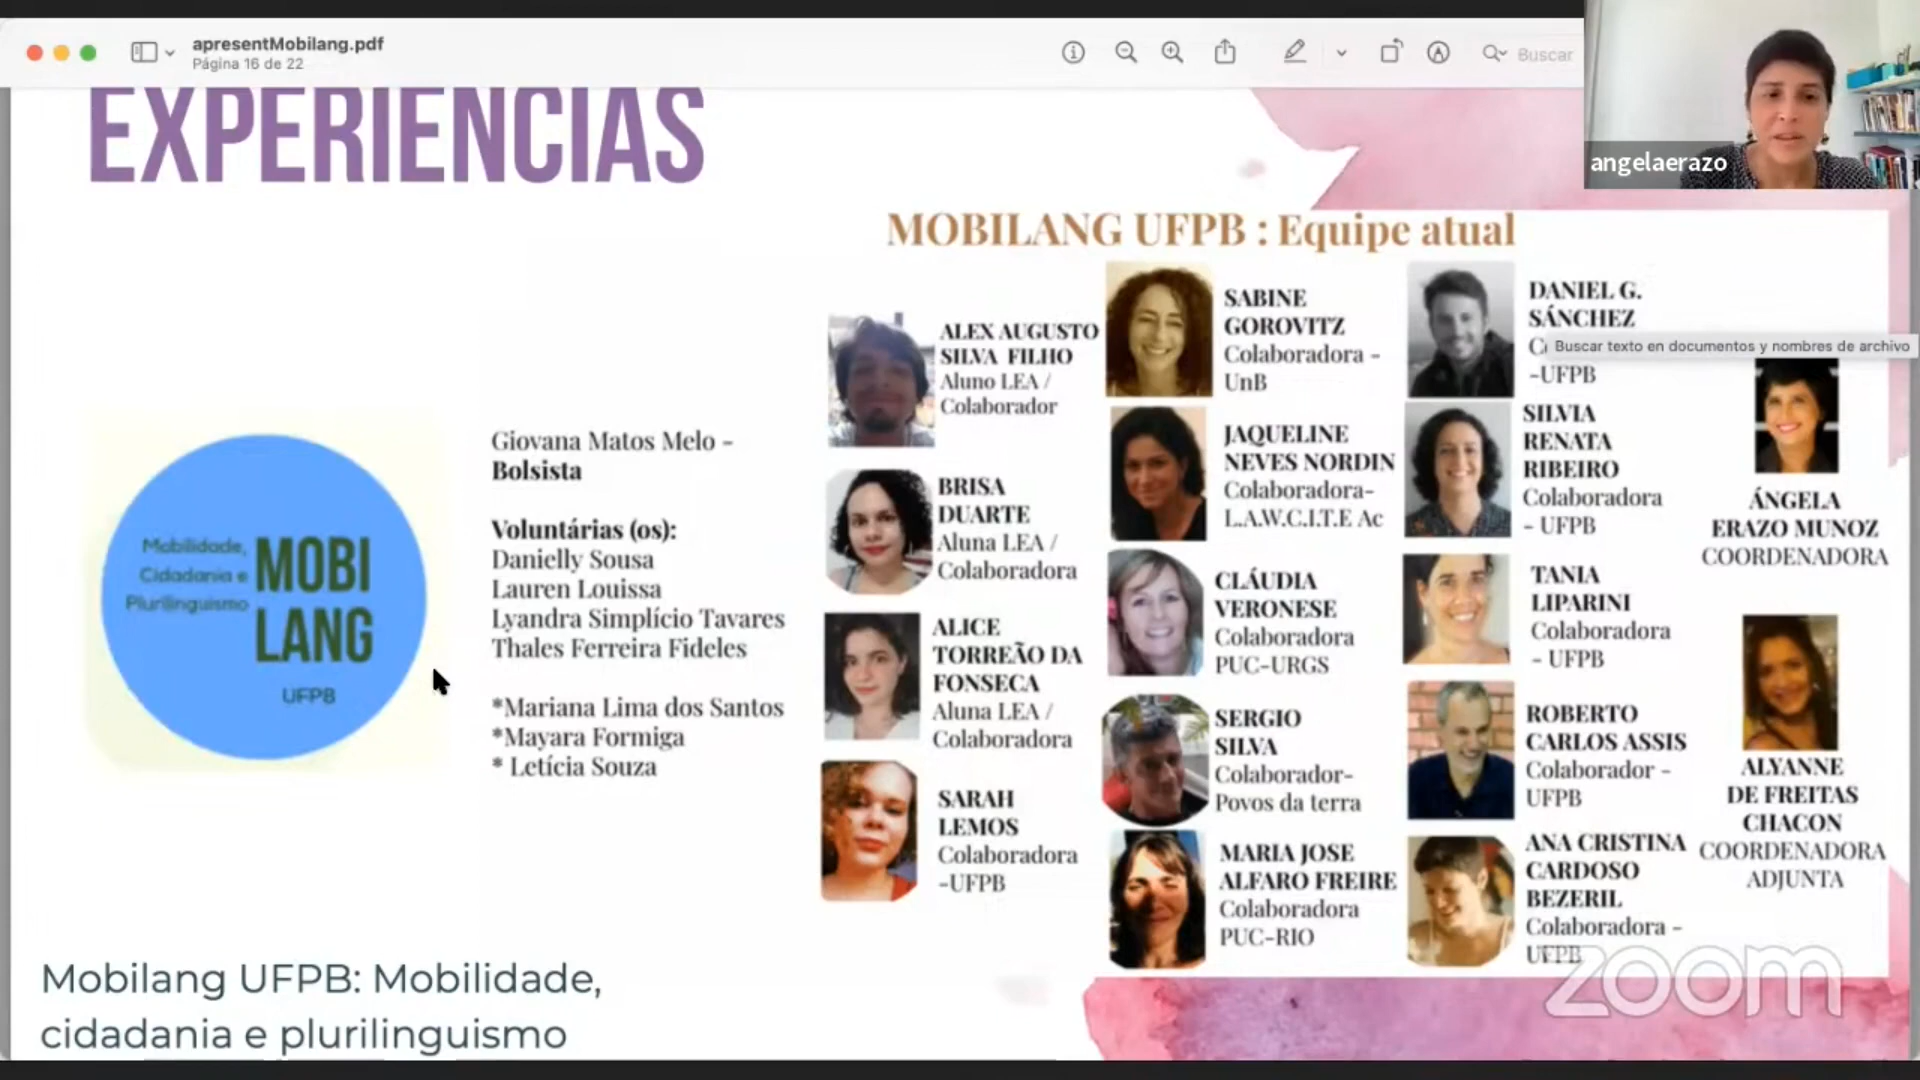 apresentMobilang.pdf
Página 16 de 22
Buscar
angelaerazo
EXPERIENCIAS
MOBILANG UFPB : Equipe atual
Mobilidade,
Cidadania e
Plurilinguismo
MOBI
LANG
UFPB
Giovana Matos Melo -
Bolsista
Voluntárias (os):
Danielly Sousa
Lauren Louissa
Lyandra Simplício Tavares
Thales Ferreira Fideles
*Mariana Lima dos Santos
*Mayara Formiga
* Letícia Souza
ALEX AUGUSTO
SILVA FILHO
Aluno LEA /
Colaborador
BRISA
DUARTE
Aluna LEA /
Colaboradora
ALICE
TORREÃO DA
FONSECA
Aluna LEA /
Colaboradora
SARAH
LEMOS
Colaboradora
-UFPB
SABINE
GOROVITZ
Colaboradora -
UnB
JAQUELINE
NEVES NORDIN
Colaboradora-
L.A.W.C.I.T.E Ac
CLÁUDIA
VERONESE
Colaboradora
PUC-URGS
SERGIO
SILVA
Colaborador-
Povos da terra
MARIA JOSE
ALFARO FREIRE
Colaboradora
PUC-RIO
DANIEL G.
SÁNCHEZ
Buscar texto en documentos y nombres de archivo
-UFPB
SILVIA
RENATA
RIBEIRO
Colaboradora
- UFPB
TANIA
LIPARINI
Colaboradora
- UFPB
ROBERTO
CARLOS ASSIS
Colaborador -
UFPB
ANA CRISTINA
CARDOSO
BEZERIL
Colaboradora -
UFPB
ÁNGELA
ERAZO MUNOZ
COORDENADORA
ALYANNE
DE FREITAS
CHACON
COORDENADORA
ADJUNTA
Mobilang UFPB: Mobilidade,
cidadania e plurilinguismo
zoom